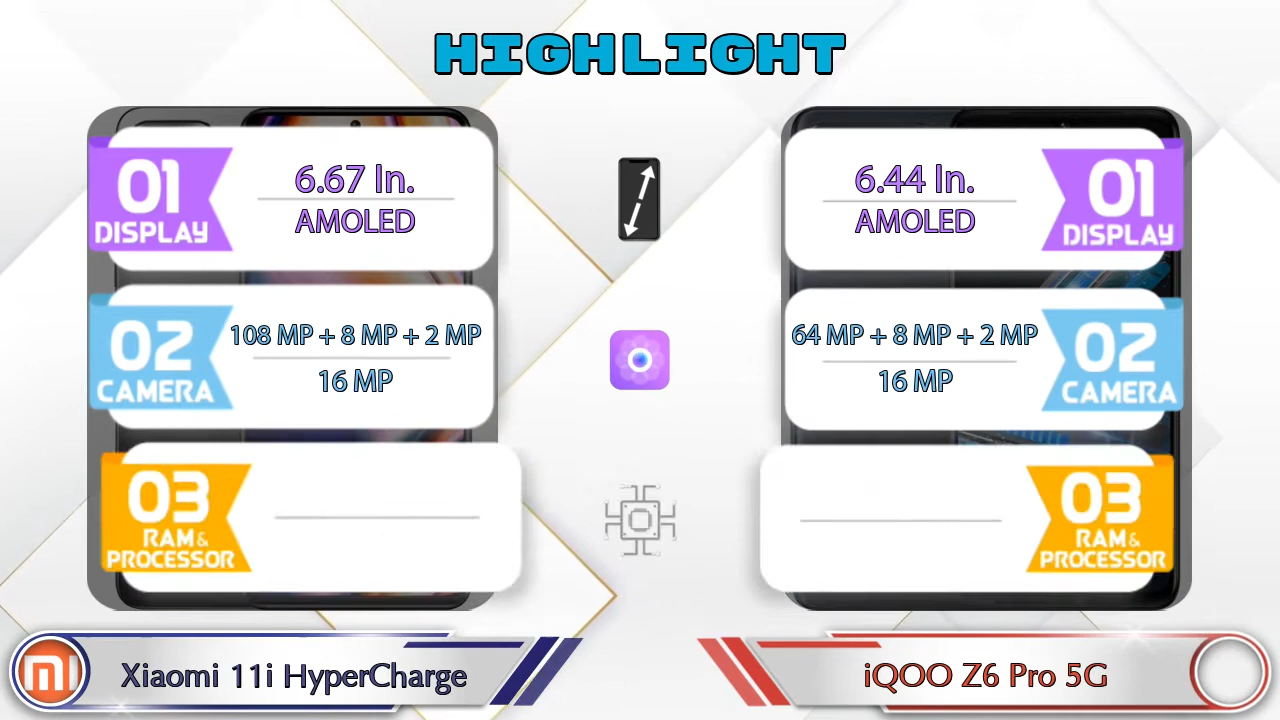 HIGHLIGHT
01
DISPLAY
6.67 In.
AMOLED
02
CAMERA
108 MP + 8 MP + 2 MP
16 MP
03
RAM &
PROCESSOR
6.44 In.
AMOLED
01
DISPLAY
64 MP + 8 MP + 2 MP
16 MP
02
CAMERA
03
RAM &
PROCESSOR
mi
Xiaomi 11i HyperCharge
iQOO Z6 Pro 5G